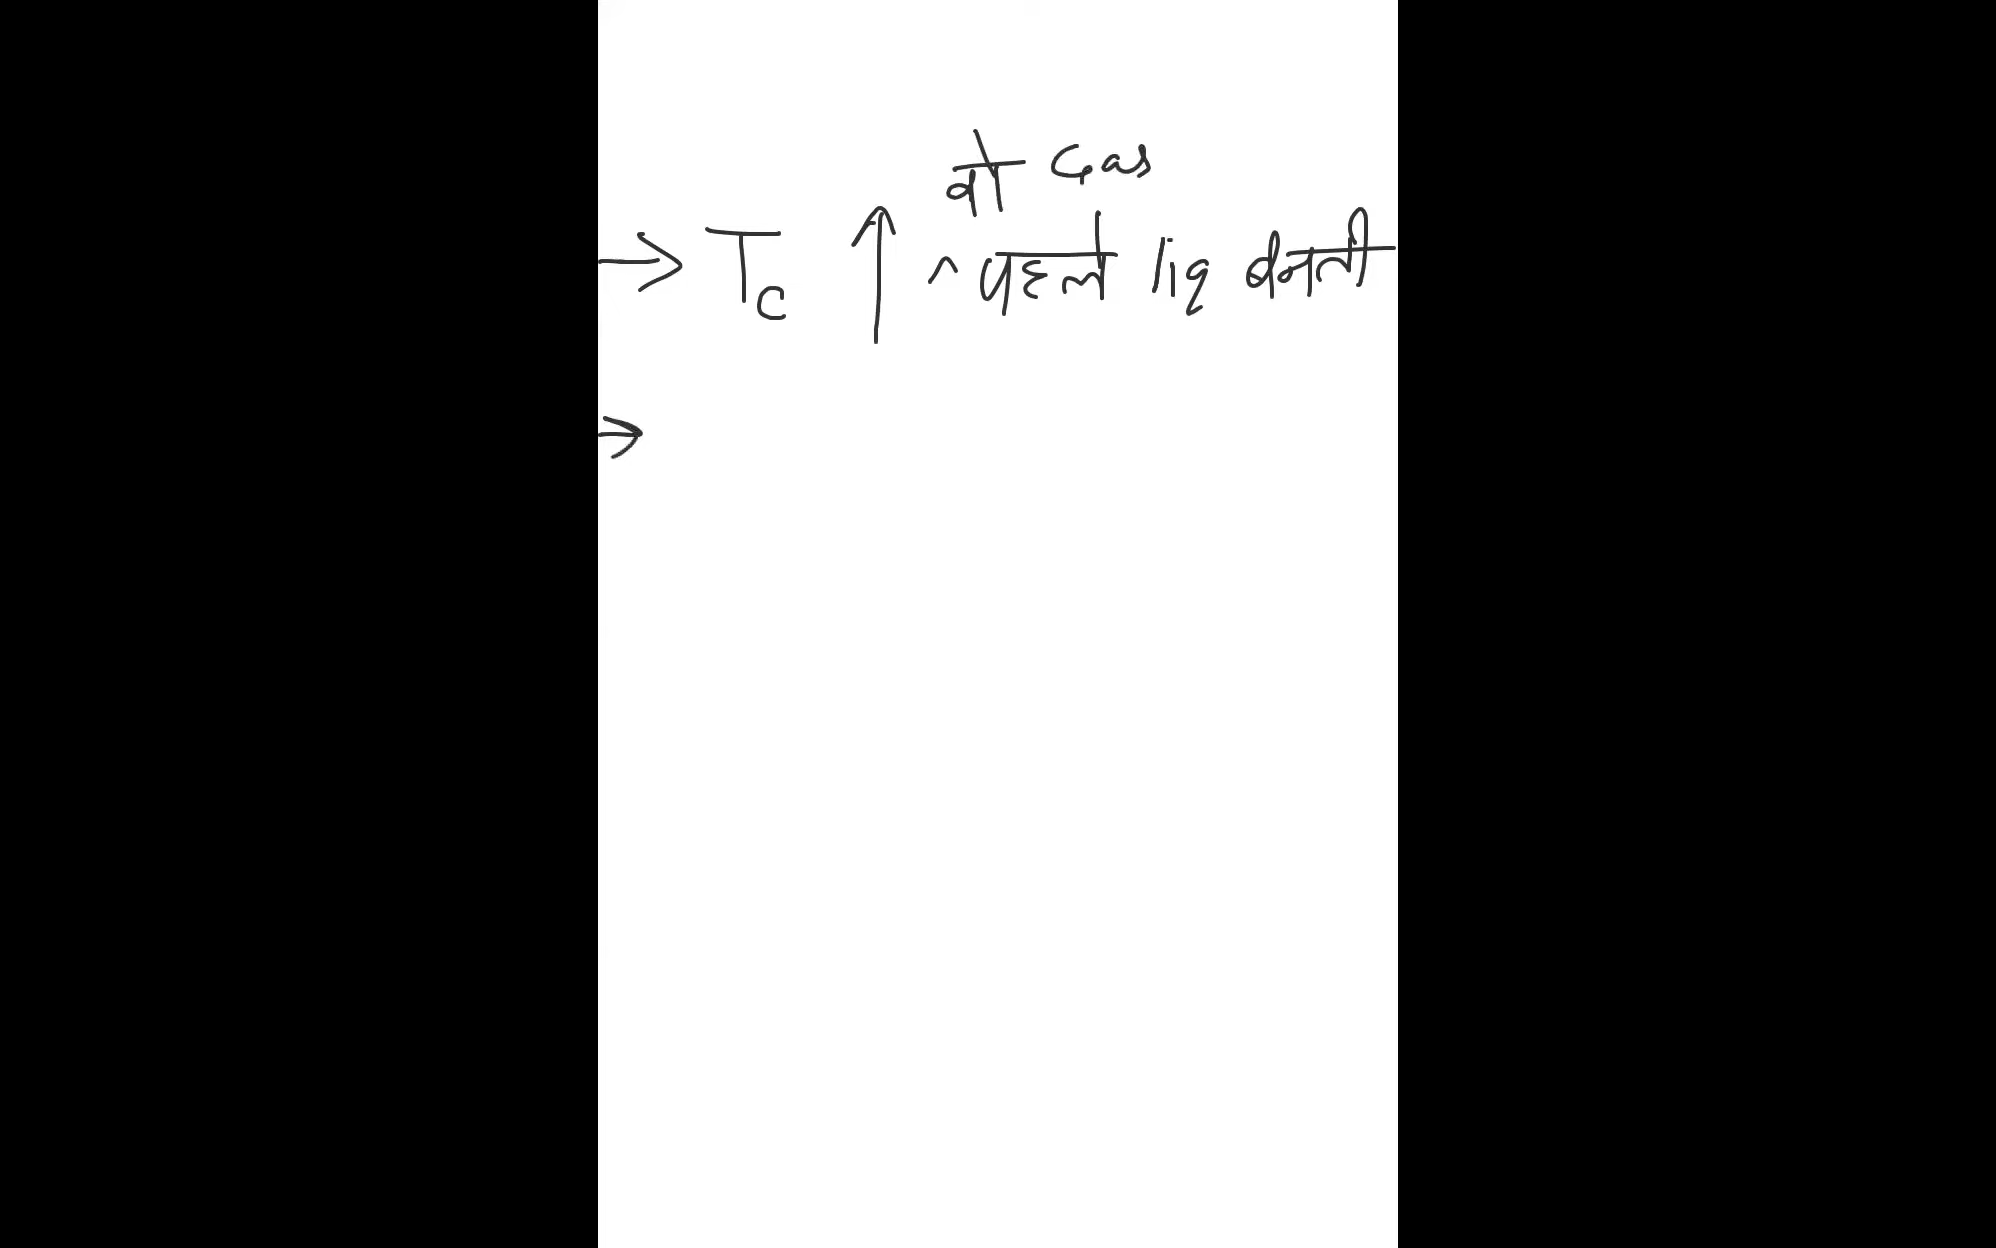 वो Gas
→ Tc ↑ ^ पहले liq बनती
→